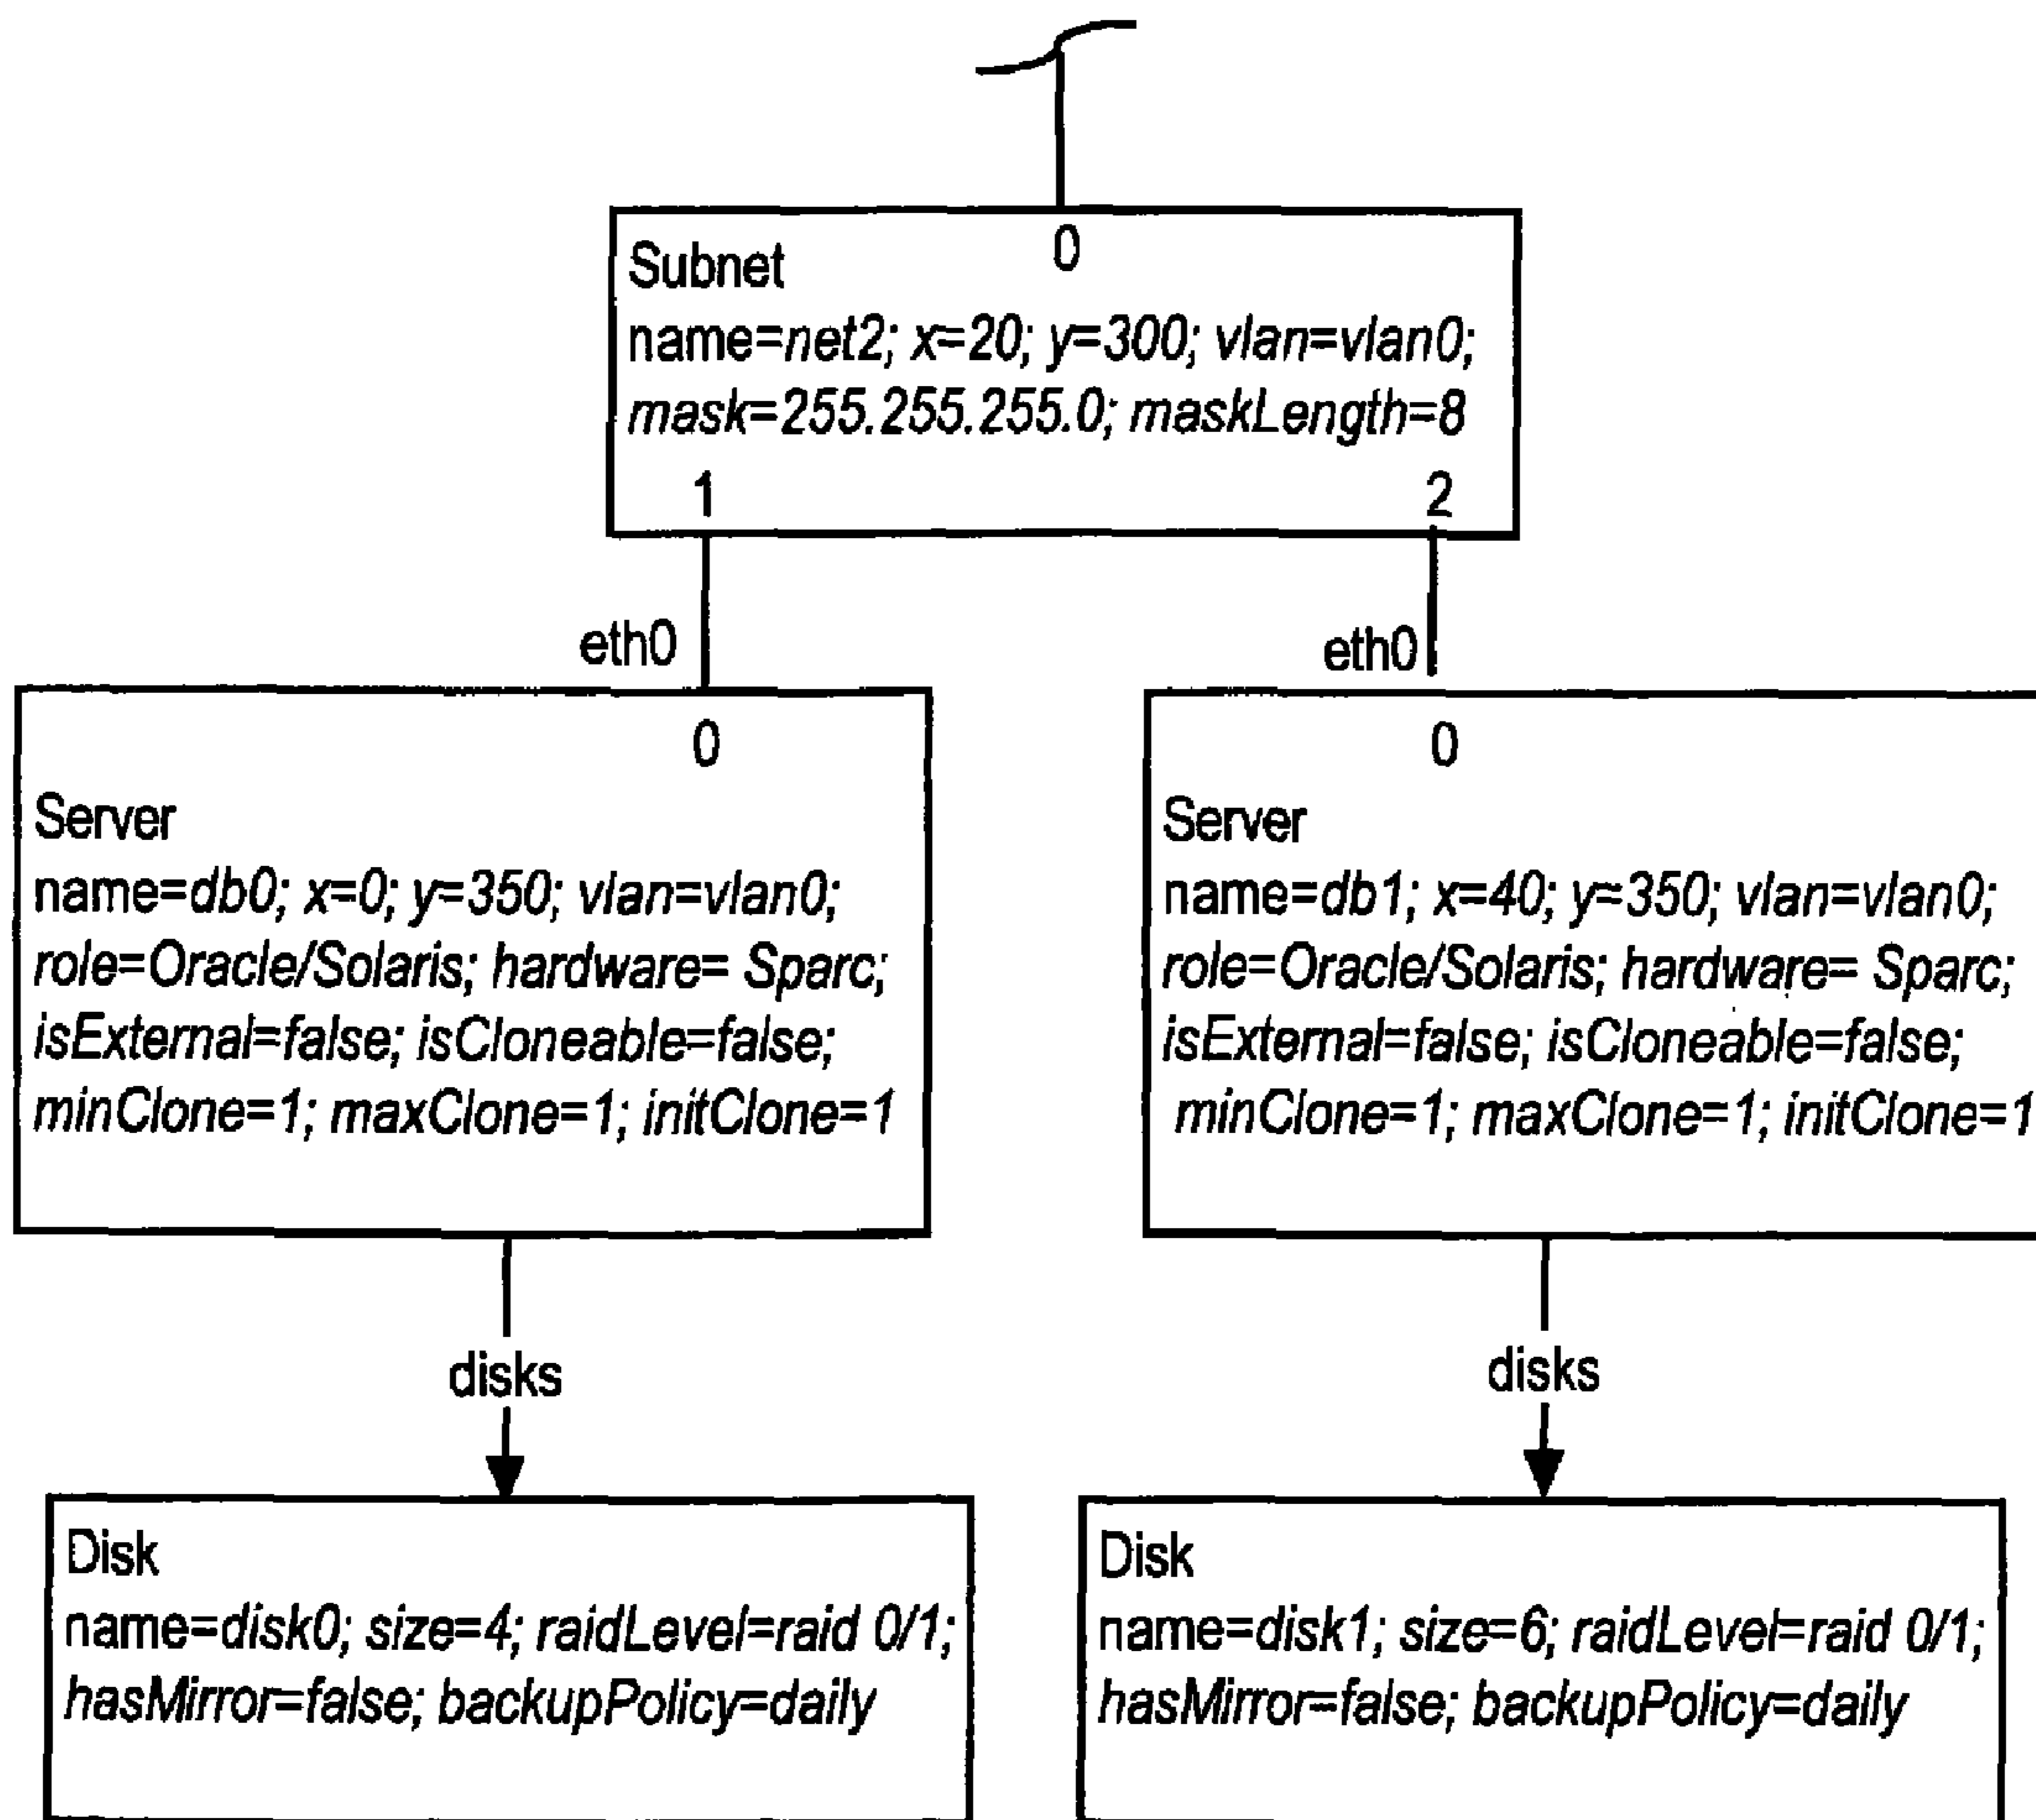 0
Subnet
name=net2; x=20; y=300; vlan=vlan0;
mask=255.255.255.0; maskLength=8
1
2
eth0
eth0
0
Server
name=db0; x=0; y=350; vlan=vlan0;
role=Oracle/Solaris; hardware= Sparc;
isExternal=false; isCloneable=false;
minClone=1; maxClone=1; initClone=1
0
Server
name=db1; x=40; y=350; vlan=vlan0;
role=Oracle/Solaris; hardware= Sparc;
isExternal=false; isCloneable=false;
minClone=1; maxClone=1; initClone=1
disks
disks
Disk
name=disk0; size=4; raidLevel=raid 0/1;
hasMirror=false; backupPolicy=daily
Disk
name=disk1; size=6; raidLevel=raid 0/1;
hasMirror=false; backupPolicy=daily